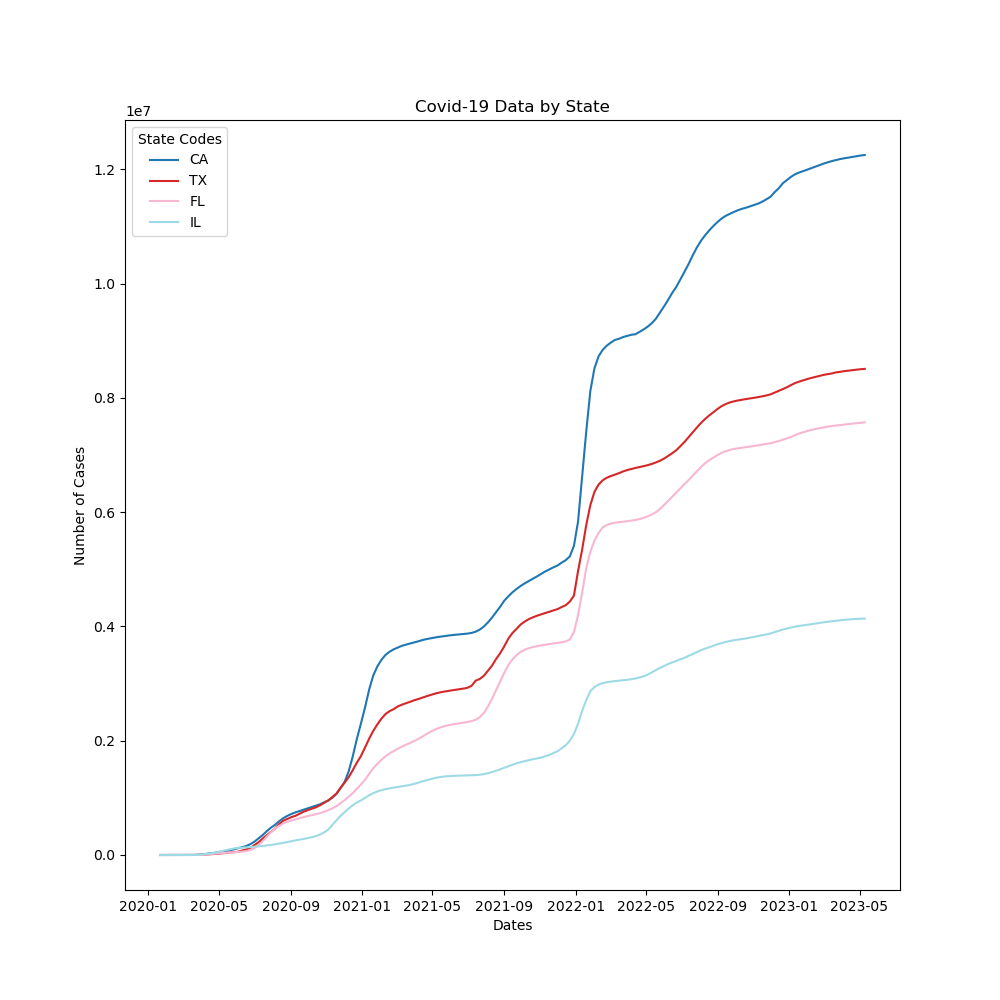 Covid-19 Data by State
1e7
State Codes
CA
TX
FL
IL
1.2
1.0
0.8
0.6
0.4
0.2
0.0
Number of Cases
2020-01 2020-05 2020-09 2021-01 2021-05 2021-09 2022-01 2022-05 2022-09 2023-01 2023-05
Dates